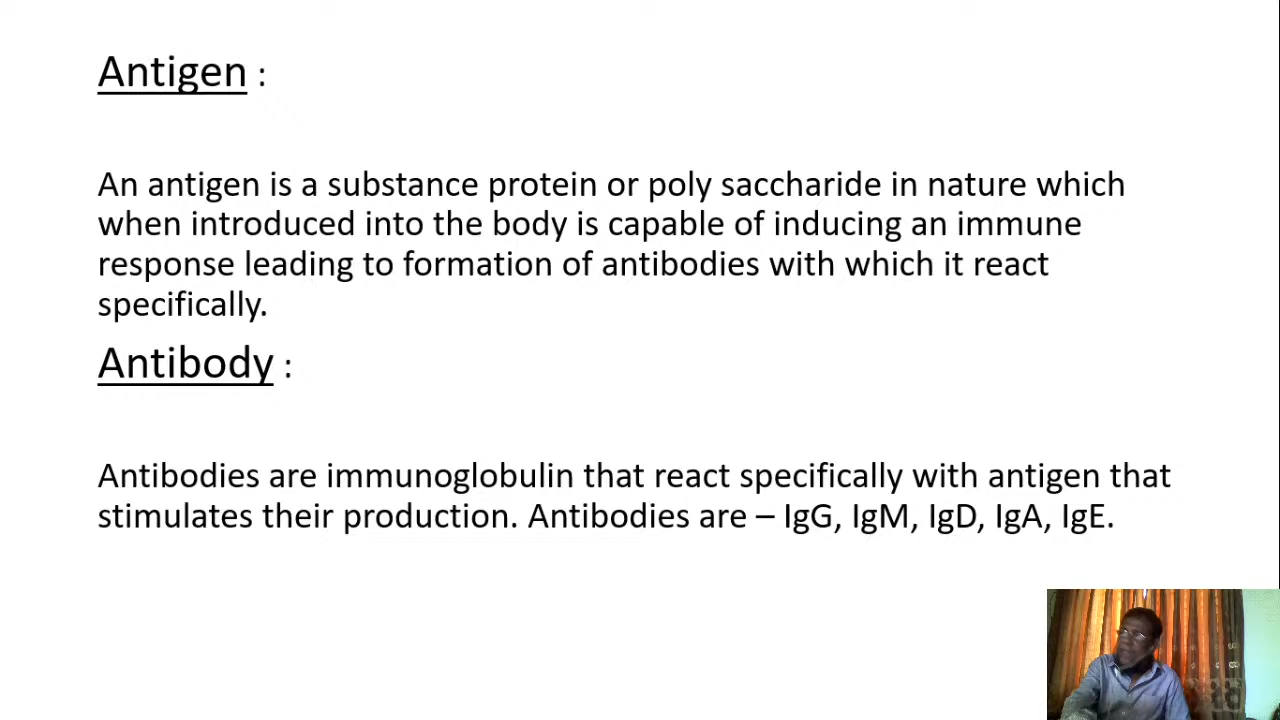 Antigen :
An antigen is a substance protein or poly saccharide in nature which
when introduced into the body is capable of inducing an immune
response leading to formation of antibodies with which it react
specifically.
Antibody :
Antibodies are immunoglobulin that react specifically with antigen that
stimulates their production. Antibodies are – IgG, IgM, IgD, IgA, IgE.